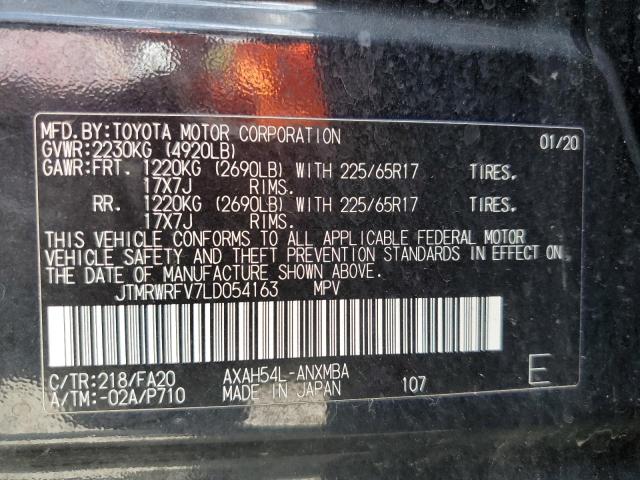 MFD.BY:TOYOTA MOTOR CORPORATION 01/20
GVWR:2230KG (4920LB)
GAWR:FRT. 1220KG (2690LB) WITH 225/65R17 TIRES.
17X7J RIMS.
RR. 1220KG (2690LB) WITH 225/65R17 TIRES.
17X7J RIMS.
THIS VEHICLE CONFORMS TO ALL APPLICABLE FEDERAL MOTOR
VEHICLE SAFETY AND THEFT PREVENTION STANDARDS IN EFFECT ON
THE DATE OF MANUFACTURE SHOWN ABOVE.
JTMRWRFV7LD054163 MPV
C/TR:218/FA20 AXAH54L-ANXMBA
A/TM:-02A/P710 MADE IN JAPAN 107 E